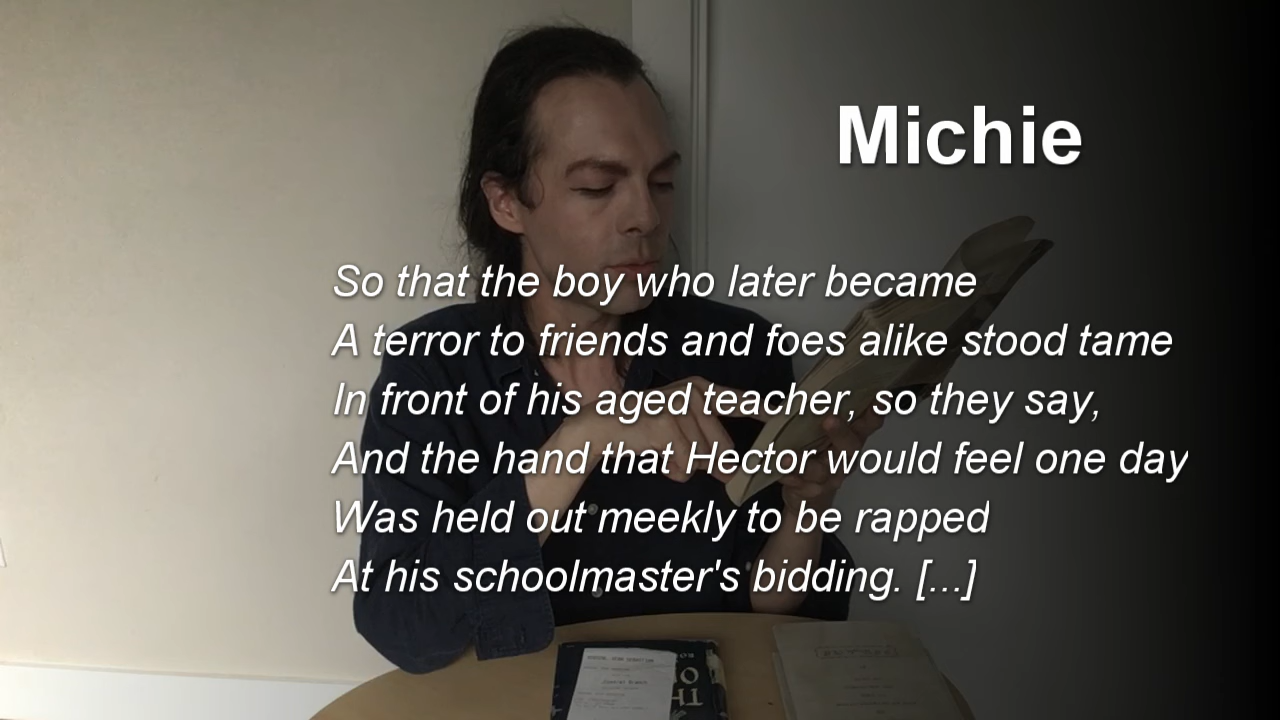 Michie
So that the boy who later became
A terror to friends and foes alike stood tame
In front of his aged teacher, so they say,
And the hand that Hector would feel one day
Was held out meekly to be rapped
At his schoolmaster's bidding. [...]